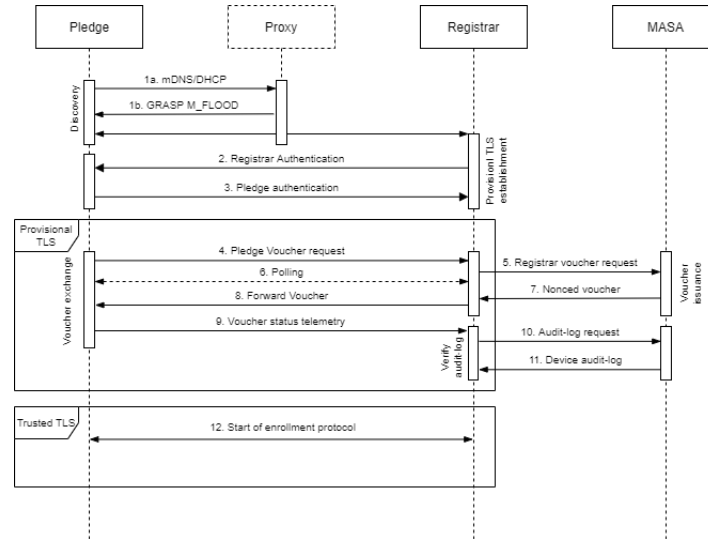 Pledge
Proxy
Registrar
MASA
1a. mDNS/DHCP
1b. GRASP M_FLOOD
Discovery
2. Registrar Authentication
3. Pledge authentication
Provisionl TLS
establishment
Provisional
TLS
4. Pledge Voucher request
5. Registrar voucher request
6. Polling
7. Nonced voucher
8. Forward Voucher
9. Voucher status telemetry
Voucher exchange
Voucher
issuance
10. Audit-log request
11. Device audit-log
Verify
audit-log
Trusted TLS
12. Start of enrollment protocol